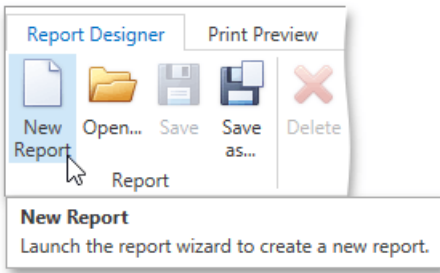 Report Designer Print Preview
New Report Open... Save Save as... Delete
Report
New Report
Launch the report wizard to create a new report.